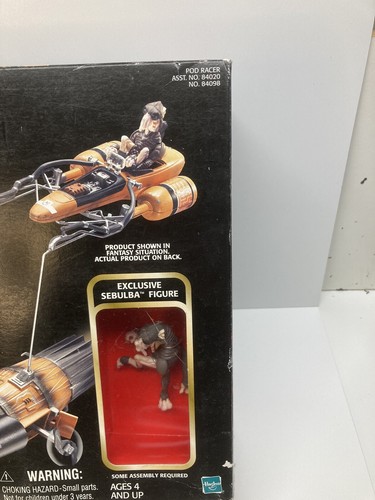 POD RACER
ASST. NO. 84020
NO. 84098
PRODUCT SHOWN IN
FANTASY SITUATION.
ACTUAL PRODUCT ON BACK.
EXCLUSIVE
SEBULBA™ FIGURE
SOME ASSEMBLY REQUIRED
⚠ WARNING:
CHOKING HAZARD-Small parts.
Not for children under 3 years.
AGES 4
AND UP
Hasbro